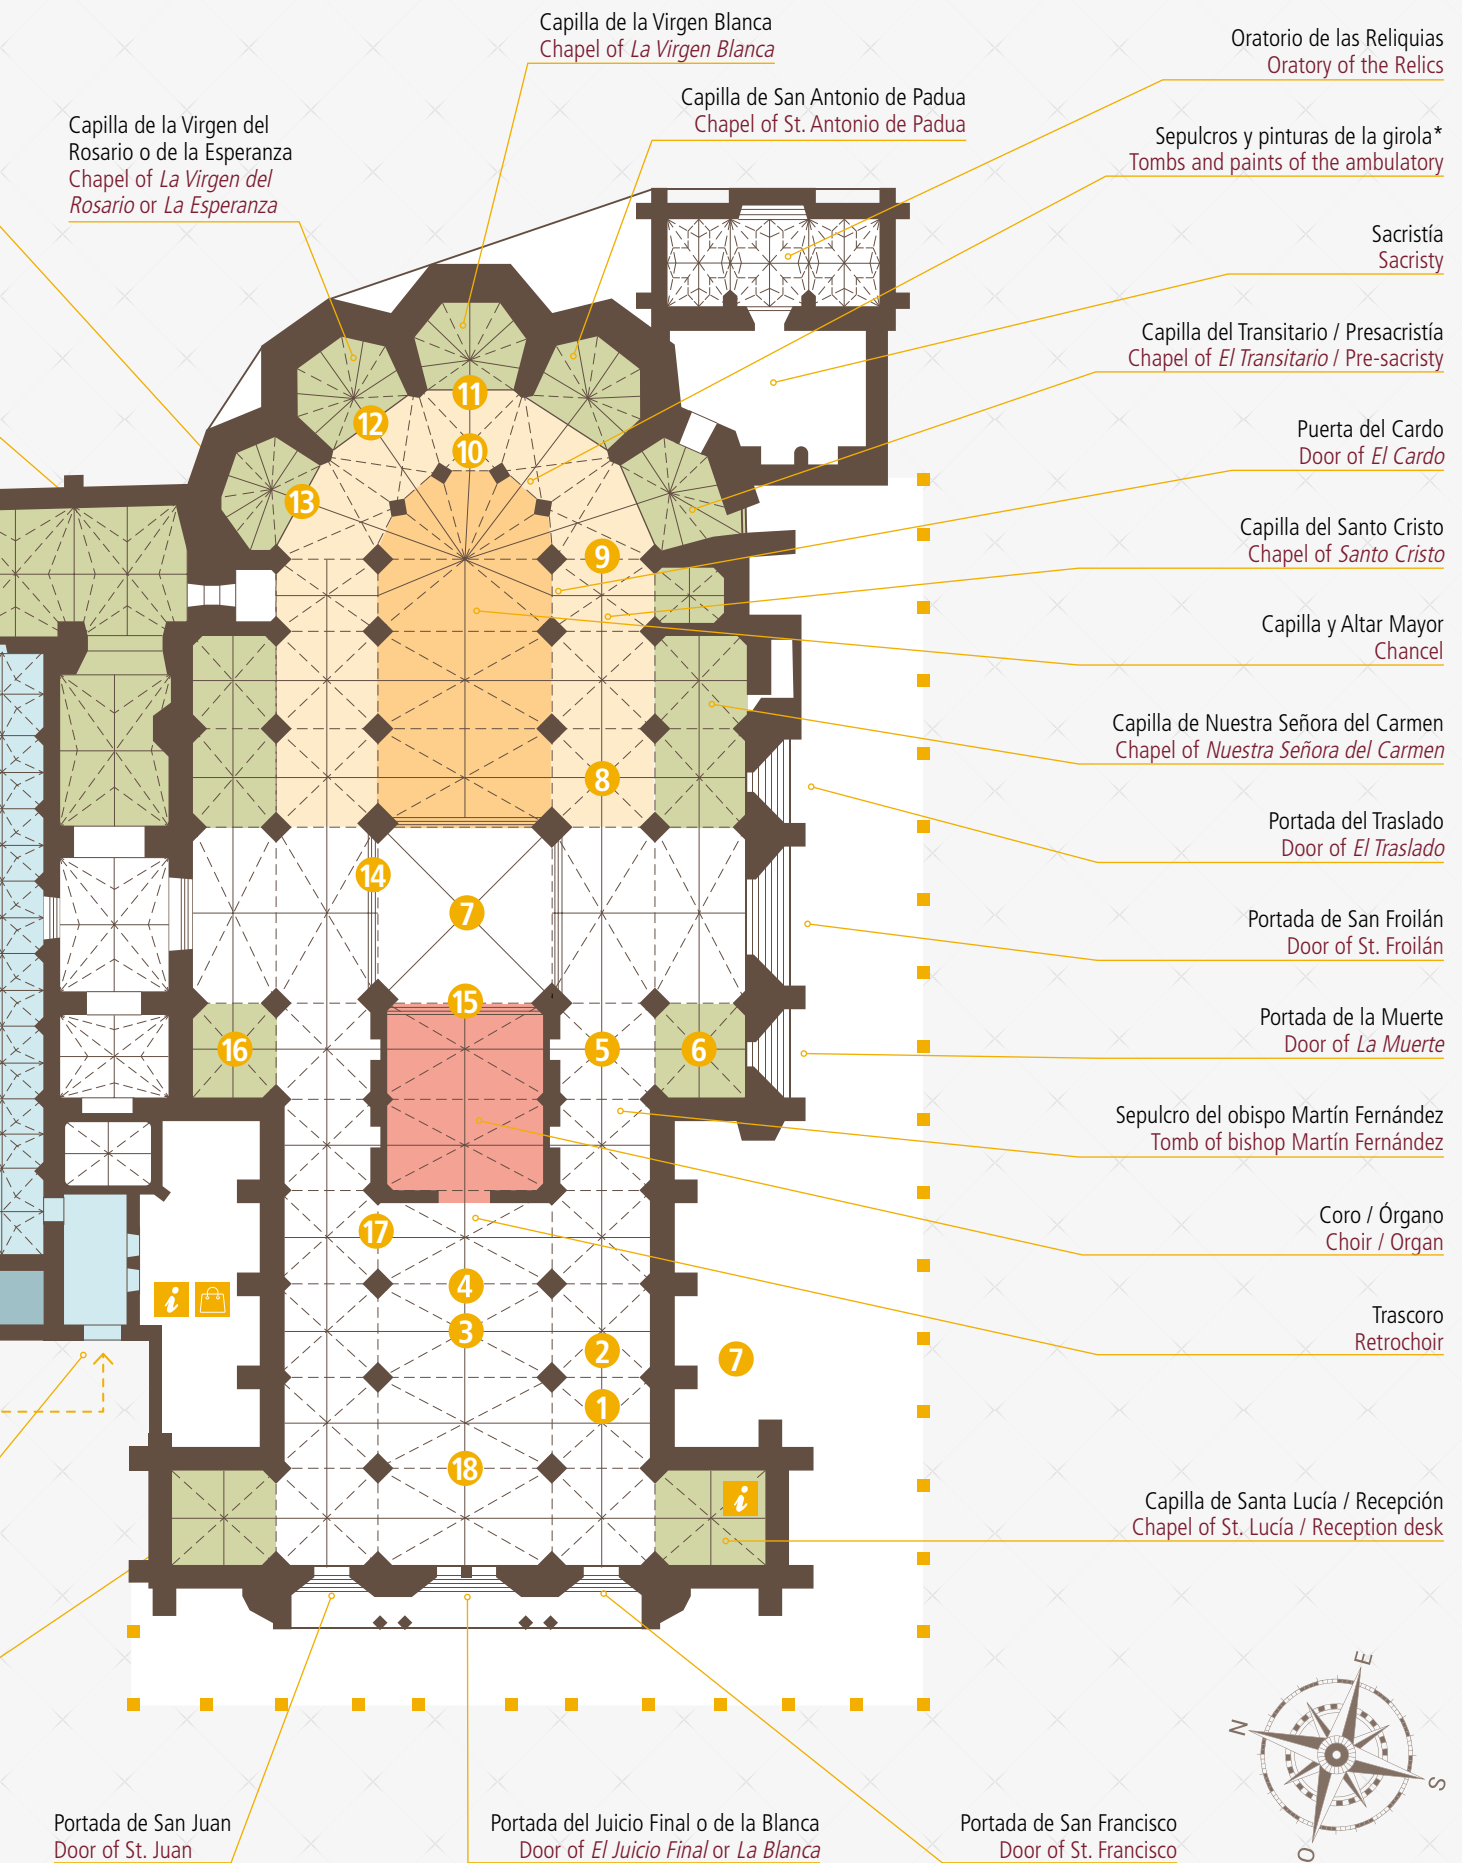 Capilla de la Virgen Blanca
Chapel of La Virgen Blanca
Oratorio de las Reliquias
Oratory of the Relics
Capilla de San Antonio de Padua
Chapel of St. Antonio de Padua
Capilla de la Virgen del
Rosario o de la Esperanza
Chapel of La Virgen del
Rosario or La Esperanza
Sepulcros y pinturas de la girola*
Tombs and paints of the ambulatory
Sacristía
Sacristy
Capilla del Transitario / Presacristía
Chapel of El Transitario / Pre-sacristy
Puerta del Cardo
Door of El Cardo
Capilla del Santo Cristo
Chapel of Santo Cristo
Capilla y Altar Mayor
Chancel
Capilla de Nuestra Señora del Carmen
Chapel of Nuestra Señora del Carmen
Portada del Traslado
Door of El Traslado
Portada de San Froilán
Door of St. Froilán
Portada de la Muerte
Door of La Muerte
Sepulcro del obispo Martín Fernández
Tomb of bishop Martín Fernández
Coro / Órgano
Choir / Organ
Trascoro
Retrochoir
Capilla de Santa Lucía / Recepción
Chapel of St. Lucía / Reception desk
11
12
10
13
9
8
14
7
15
16
5
6
17
4
3
2
7
1
18
i
i
E
N
S
O
Portada de San Juan
Door of St. Juan
Portada del Juicio Final o de la Blanca
Door of El Juicio Final or La Blanca
Portada de San Francisco
Door of St. Francisco